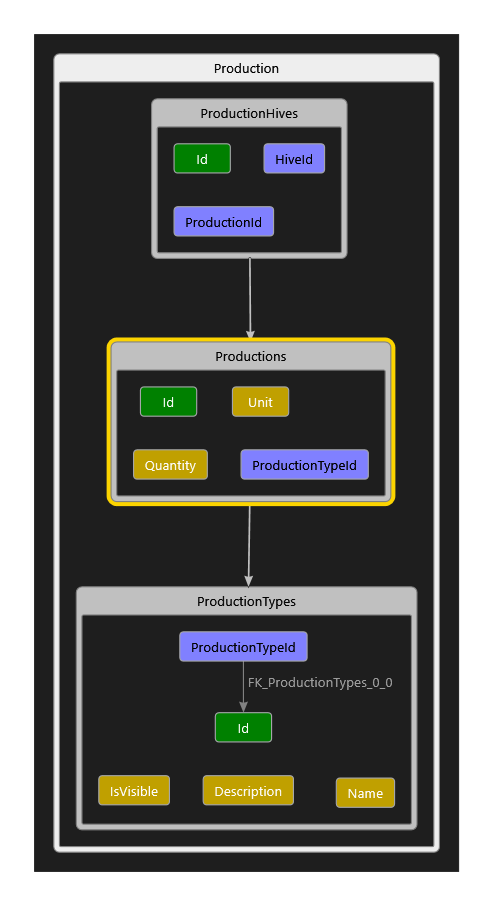 Production
ProductionHives
Id
HiveId
ProductionId
Productions
Id
Unit
Quantity
ProductionTypeId
ProductionTypes
ProductionTypeId
FK_ProductionTypes_0_0
Id
IsVisible
Description
Name